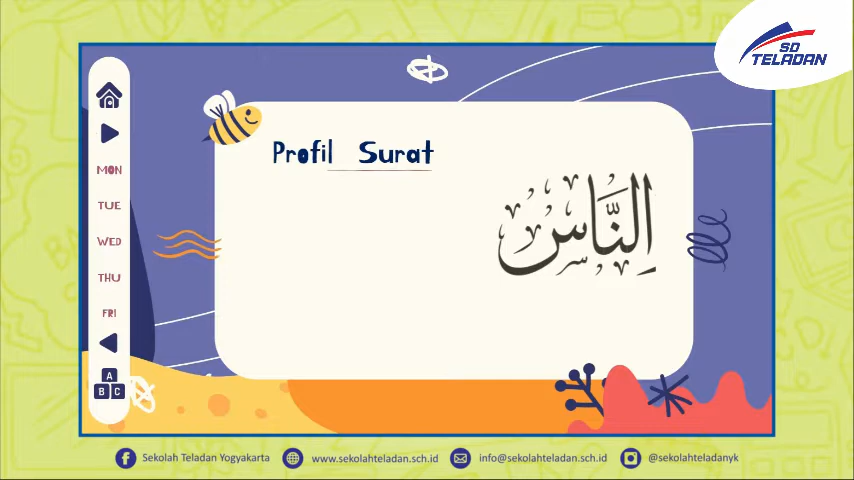 SD
TELADAN
Profil Surat
النَّاسِ
MON
TUE
WED
THU
FRI
A
B C
Sekolah Teladan Yogyakarta
www.sekolahteladan.sch.id
info@sekolahteladan.sch.id
@sekolahteladanyk